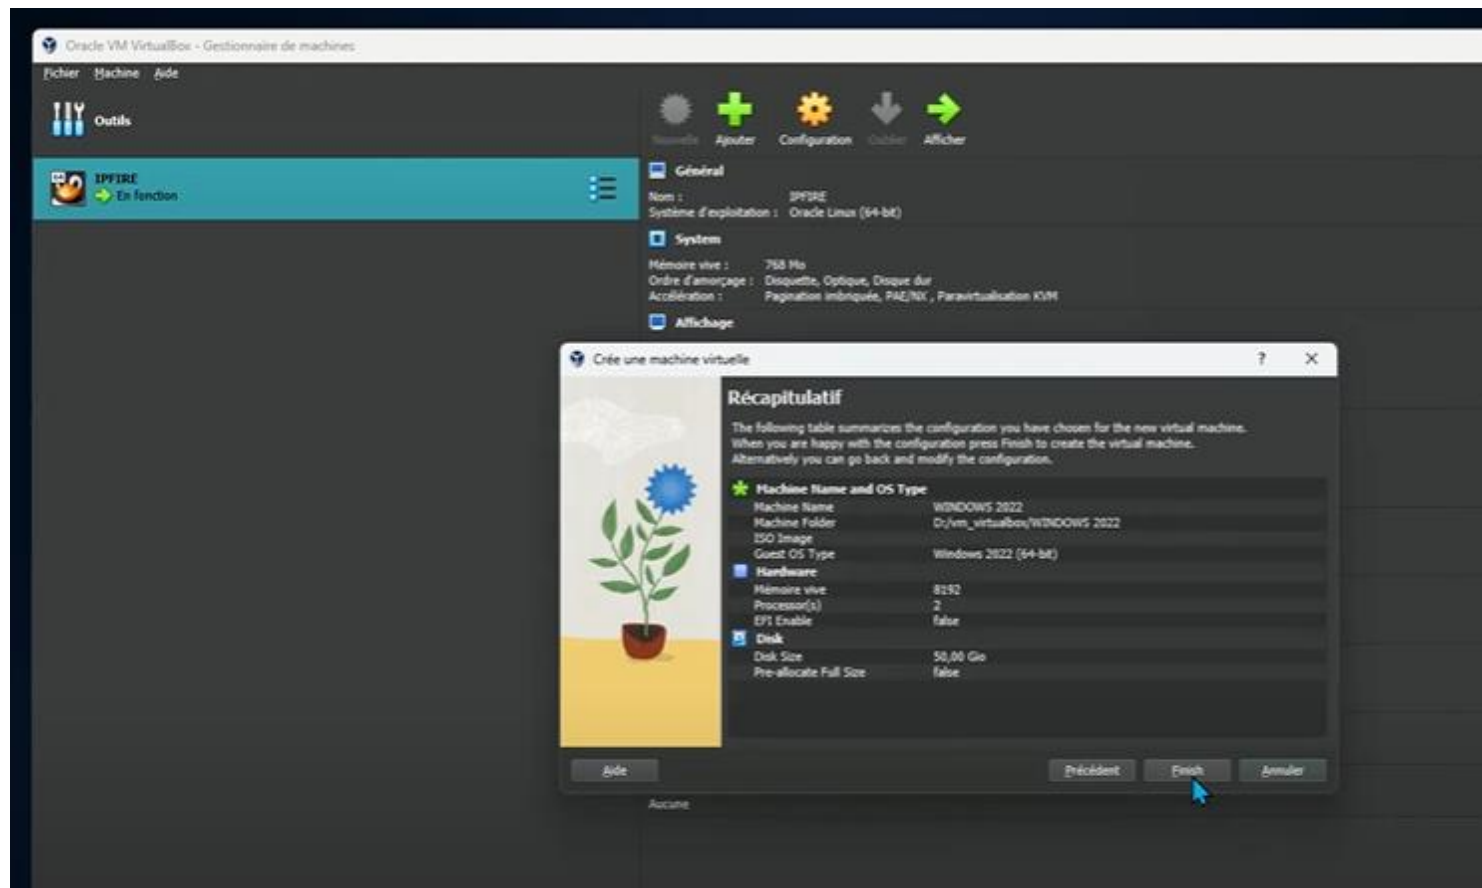 Oracle VM VirtualBox - Gestionnaire de machines
Fichier Machine Aide
Outils
Ajouter Configuration Oublier Afficher
IPFIRE
En fonction
Général
Nom : IPFIRE
Système d'exploitation : Oracle Linux (64-bit)
System
Mémoire vive : 768 Mo
Ordre d'amorçage : Disquette, Optique, Disque dur
Accélération : Pagination imbriquée, PAE/NX , Paravirtualisation KVM
Affichage
Crée une machine virtuelle
Récapitulatif
The following table summarizes the configuration you have chosen for the new virtual machine.
When you are happy with the configuration press Finish to create the virtual machine.
Alternatively you can go back and modify the configuration.
Machine Name and OS Type
Machine Name WINDOWS 2022
Machine Folder D:/vm_virtualbox/WINDOWS 2022
ISO Image
Guest OS Type Windows 2022 (64-bit)
Hardware
Mémoire vive 8192
Processor(s) 2
EFI Enable false
Disk
Disk Size 50,00 Gio
Pre-allocate Full Size false
Aide Précédent Finish Annuler
Aucune